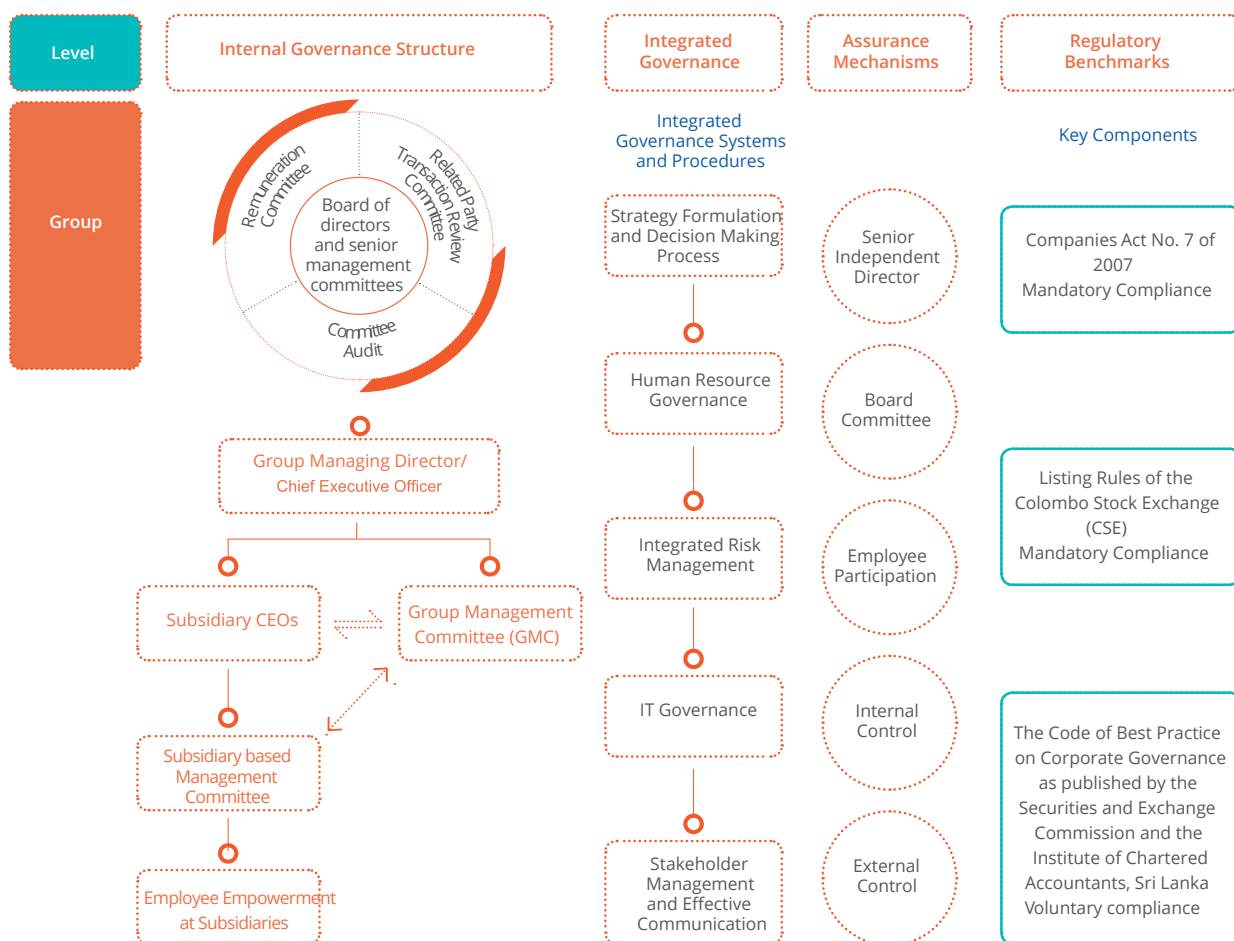 Level
Internal Governance Structure
Integrated
Governance
Assurance
Mechanisms
Regulatory
Benchmarks
Group
Remuneration
Committee
Related Party
Transaction Review
Committee
Board of
directors
and senior
management
committees
Committee
Audit
Group Managing Director/
Chief Executive Officer
Subsidiary CEOs
Group Management
Committee (GMC)
Subsidiary based
Management
Committee
Employee Empowerment
at Subsidiaries
Integrated
Governance Systems
and Procedures
Strategy Formulation
and Decision Making
Process
Human Resource
Governance
Integrated Risk
Management
IT Governance
Stakeholder
Management
and Effective
Communication
Senior
Independent
Director
Board
Committee
Employee
Participation
Internal
Control
External
Control
Key Components
Companies Act No. 7 of
2007
Mandatory Compliance
Listing Rules of the
Colombo Stock Exchange
(CSE)
Mandatory Compliance
The Code of Best Practice
on Corporate Governance
as published by the
Securities and Exchange
Commission and the
Institute of Chartered
Accountants, Sri Lanka
Voluntary compliance